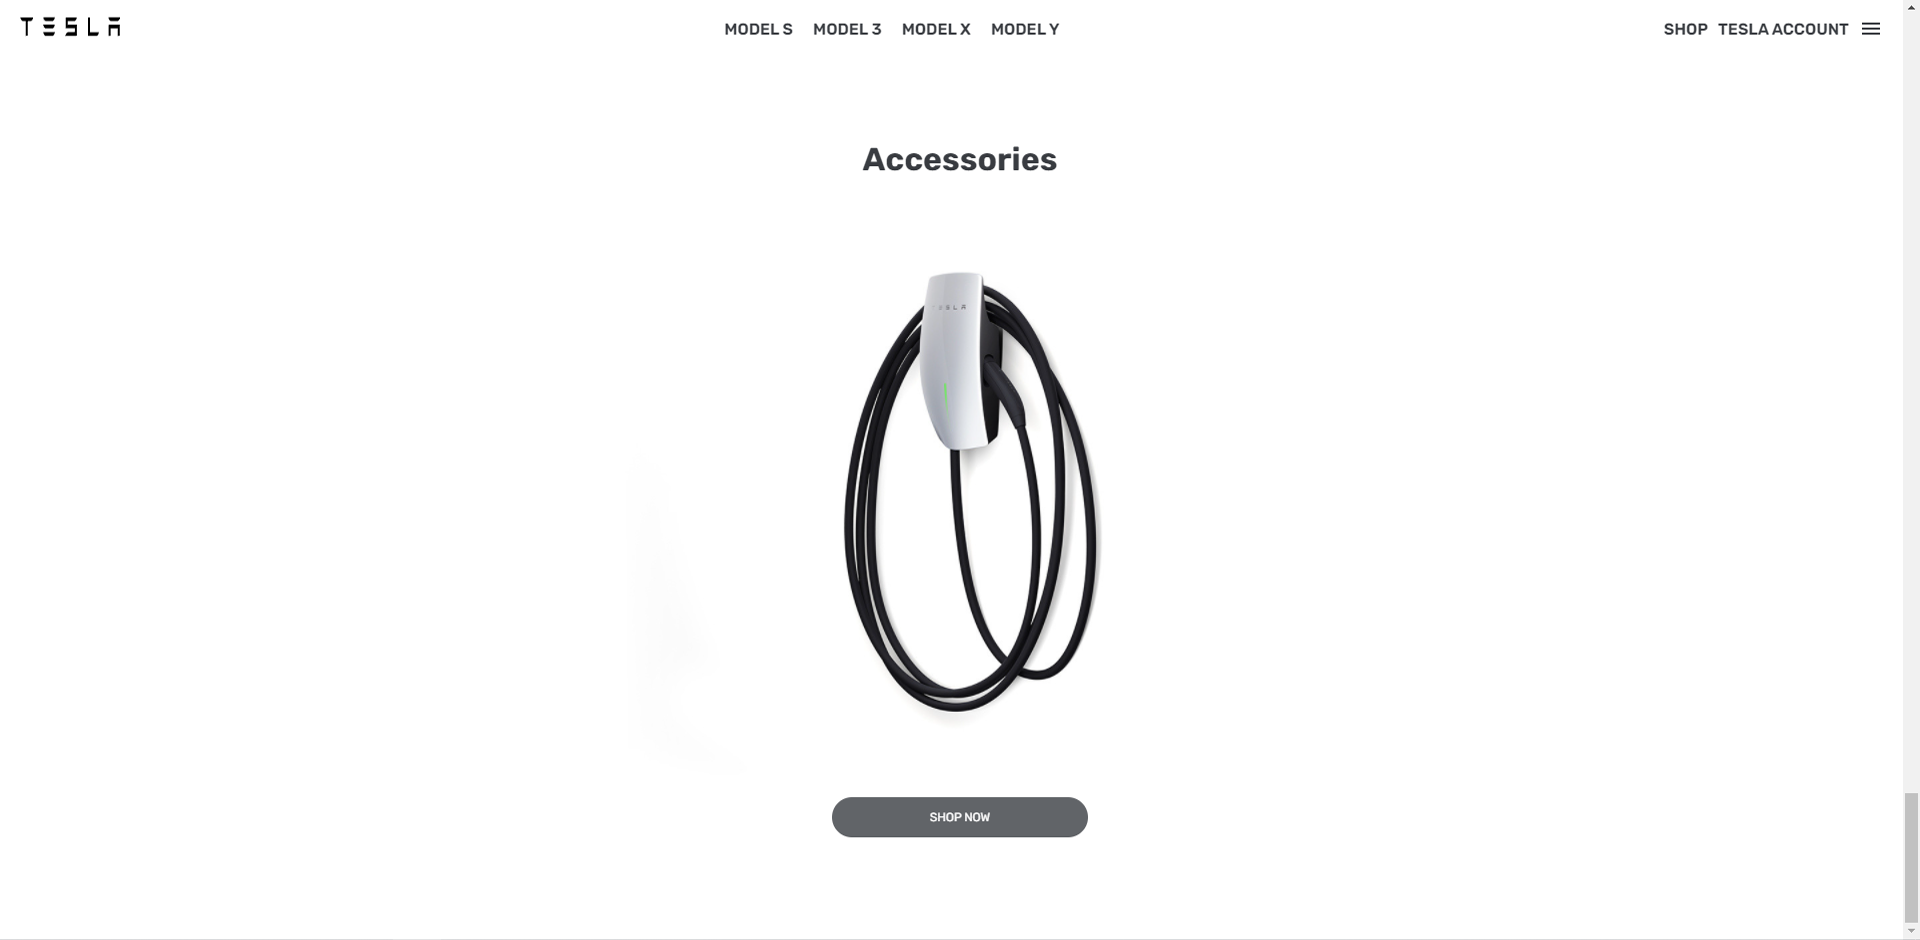 TESLA MODEL S MODEL 3 MODEL X MODEL Y SHOP TESLA ACCOUNT
Accessories
TESLA
SHOP NOW